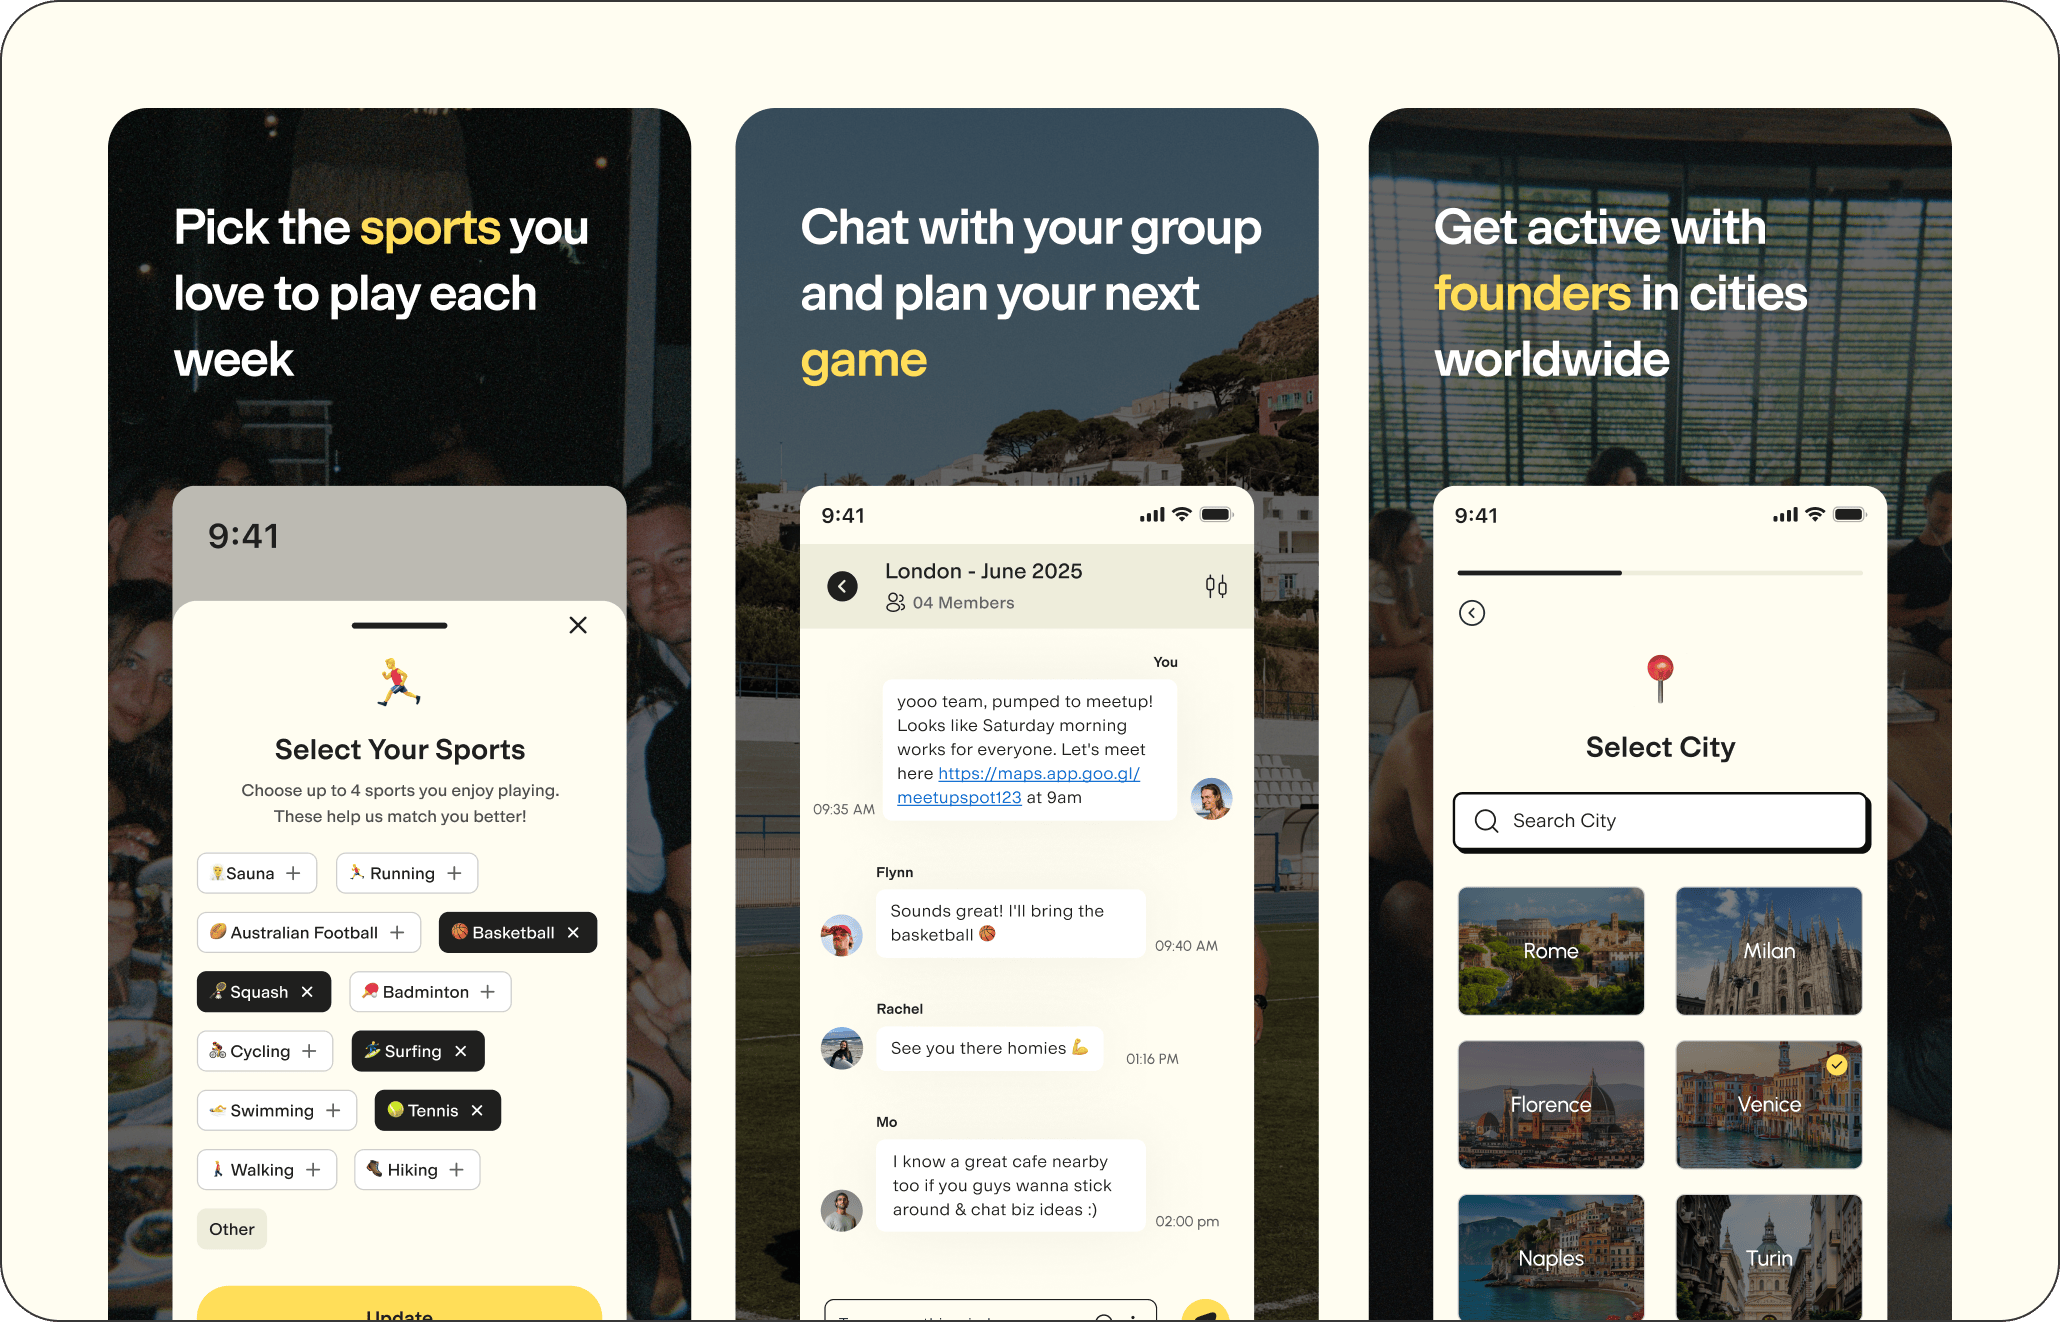 Pick the sports you
love to play each
week
9:41
Select Your Sports
Choose up to 4 sports you enjoy playing.
These help us match you better!
Sauna
Running
Australian Football
Basketball
Squash
Badminton
Cycling
Surfing
Swimming
Tennis
Walking
Hiking
Other
Update
Chat with your group
and plan your next
game
9:41
London - June 2025
04 Members
You
yooo team, pumped to meetup!
Looks like Saturday morning
works for everyone. Let's meet
here https://maps.app.goo.gl/
meetupspot123 at 9am
09:35 AM
Flynn
Sounds great! I'll bring the
basketball 🏀
09:40 AM
Rachel
See you there homies 💪
01:16 PM
Mo
I know a great cafe nearby
too if you guys wanna stick
around & chat biz ideas :)
02:00 pm
Get active with
founders in cities
worldwide
9:41
Select City
Search City
Rome
Milan
Florence
Venice
Naples
Turin